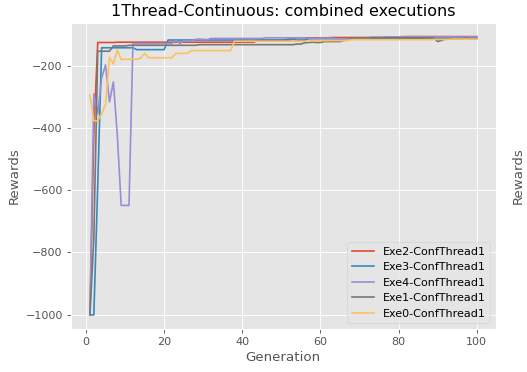 1Thread-Continuous: combined executions
Rewards
−200
−400
−600
−800
−1000
0
20
40
60
80
100
Generation
Exe2-ConfThread1
Exe3-ConfThread1
Exe4-ConfThread1
Exe1-ConfThread1
Exe0-ConfThread1
Rewards